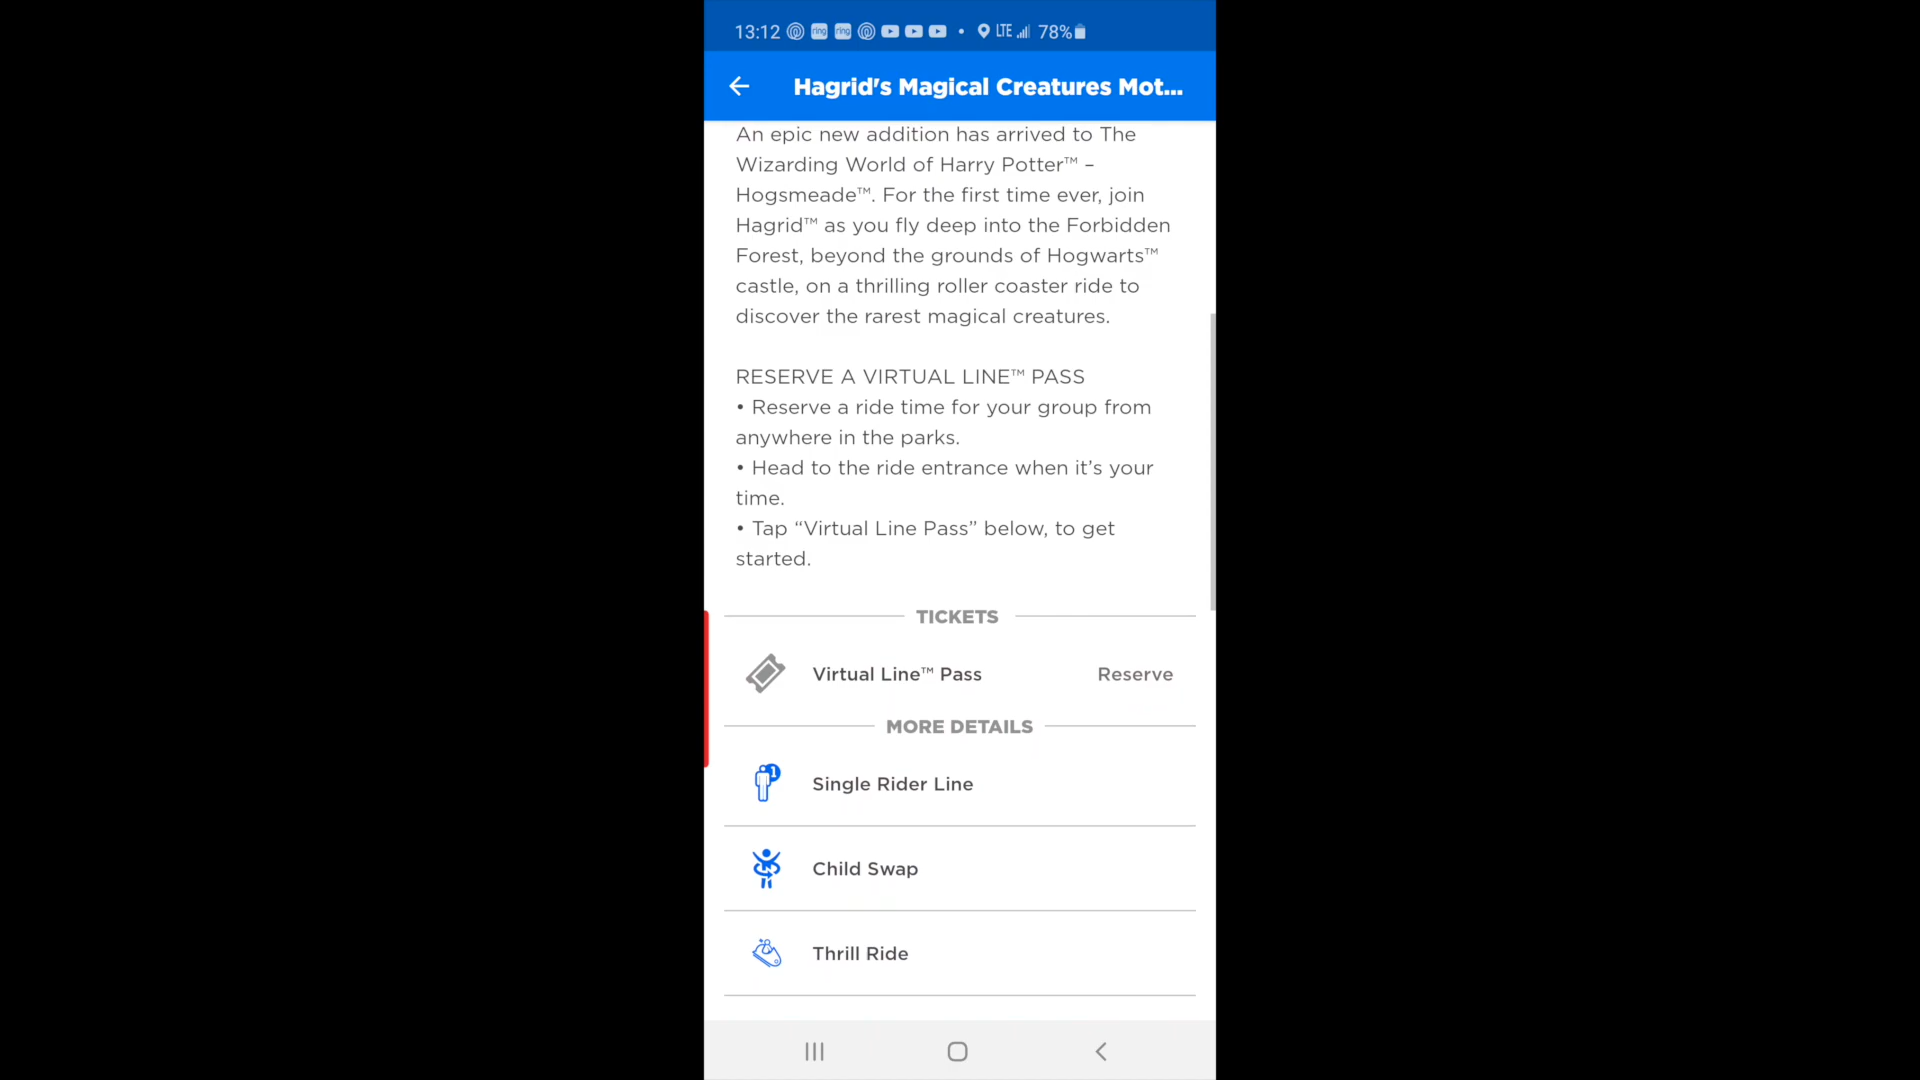 13:12 ring ring LTE 78%
Hagrid's Magical Creatures Mot...
An epic new addition has arrived to The
Wizarding World of Harry Potter™ –
Hogsmeade™. For the first time ever, join
Hagrid™ as you fly deep into the Forbidden
Forest, beyond the grounds of Hogwarts™
castle, on a thrilling roller coaster ride to
discover the rarest magical creatures.
RESERVE A VIRTUAL LINE™ PASS
• Reserve a ride time for your group from
anywhere in the parks.
• Head to the ride entrance when it’s your
time.
• Tap “Virtual Line Pass” below, to get
started.
TICKETS
Virtual Line™ Pass Reserve
MORE DETAILS
1
Single Rider Line
Child Swap
Thrill Ride